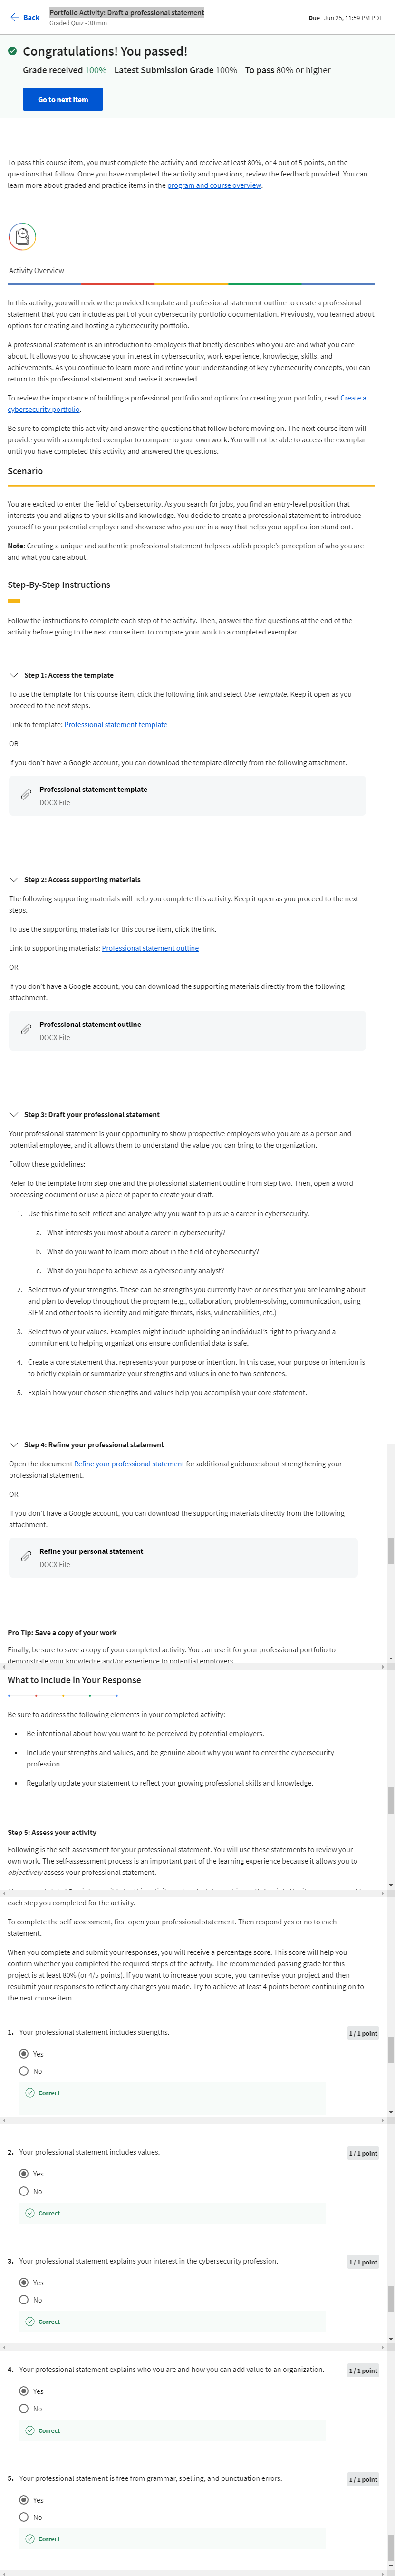 Back
Portfolio Activity: Draft a professional statement
Graded Quiz • 30 min
Due Jun 25, 11:59 PM PDT
Congratulations! You passed!
Grade received 100% Latest Submission Grade 100% To pass 80% or higher
Go to next item
To pass this course item, you must complete the activity and receive at least 80%, or 4 out of 5 points, on the
questions that follow. Once you have completed the activity and questions, review the feedback provided. You can
learn more about graded and practice items in the program and course overview.
Activity Overview
In this activity, you will review the provided template and professional statement outline to create a professional
statement that you can include as part of your cybersecurity portfolio documentation. Previously, you learned about
options for creating and hosting a cybersecurity portfolio.
A professional statement is an introduction to employers that briefly describes who you are and what you care
about. It allows you to showcase your interest in cybersecurity, work experience, knowledge, skills, and
achievements. As you continue to learn more and refine your understanding of key cybersecurity concepts, you can
return to this professional statement and revise it as needed.
To review the importance of building a professional portfolio and options for creating your portfolio, read Create a
cybersecurity portfolio.
Be sure to complete this activity and answer the questions that follow before moving on. The next course item will
provide you with a completed exemplar to compare to your own work. You will not be able to access the exemplar
until you have completed this activity and answered the questions.
Scenario
You are excited to enter the field of cybersecurity. As you search for jobs, you find an entry-level position that
interests you and aligns to your skills and knowledge. You decide to create a professional statement to introduce
yourself to your potential employer and showcase who you are in a way that helps your application stand out.
Note: Creating a unique and authentic professional statement helps establish people's perception of who you are
and what you care about.
Step-By-Step Instructions
Follow the instructions to complete each step of the activity. Then, answer the five questions at the end of the
activity before going to the next course item to compare your work to a completed exemplar.
Step 1: Access the template
To use the template for this course item, click the following link and select Use Template. Keep it open as you
proceed to the next steps.
Link to template: Professional statement template
OR
If you don't have a Google account, you can download the template directly from the following attachment.
Professional statement template
DOCX File
Step 2: Access supporting materials
The following supporting materials will help you complete this activity. Keep it open as you proceed to the next
steps.
To use the supporting materials for this course item, click the link.
Link to supporting materials: Professional statement outline
OR
If you don't have a Google account, you can download the supporting materials directly from the following
attachment.
Professional statement outline
DOCX File
Step 3: Draft your professional statement
Your professional statement is your opportunity to show prospective employers who you are as a person and
potential employee, and it allows them to understand the value you can bring to the organization.
Follow these guidelines:
Refer to the template from step one and the professional statement outline from step two. Then, open a word
processing document or use a piece of paper to create your draft.
1. Use this time to self-reflect and analyze why you want to pursue a career in cybersecurity.
a. What interests you most about a career in cybersecurity?
b. What do you want to learn more about in the field of cybersecurity?
c. What do you hope to achieve as a cybersecurity analyst?
2. Select two of your strengths. These can be strengths you currently have or ones that you are learning about
and plan to develop throughout the program (e.g., collaboration, problem-solving, communication, using
SIEM and other tools to identify and mitigate threats, risks, vulnerabilities, etc.)
3. Select two of your values. Examples might include upholding an individual's right to privacy and a
commitment to helping organizations ensure confidential data is safe.
4. Create a core statement that represents your purpose or intention. In this case, your purpose or intention is
to briefly explain or summarize your strengths and values in one to two sentences.
5. Explain how your chosen strengths and values help you accomplish your core statement.
Step 4: Refine your professional statement
Open the document Refine your professional statement for additional guidance about strengthening your
professional statement.
OR
If you don't have a Google account, you can download the supporting materials directly from the following
attachment.
Refine your personal statement
DOCX File
Pro Tip: Save a copy of your work
Finally, be sure to save a copy of your completed activity. You can use it for your professional portfolio to
demonstrate your knowledge and/or experience to potential employers.
What to Include in Your Response
Be sure to address the following elements in your completed activity:
• Be intentional about how you want to be perceived by potential employers.
• Include your strengths and values, and be genuine about why you want to enter the cybersecurity
profession.
• Regularly update your statement to reflect your growing professional skills and knowledge.
Step 5: Assess your activity
Following is the self-assessment for your professional statement. You will use these statements to review your
own work. The self-assessment process is an important part of the learning experience because it allows you to
objectively assess your professional statement.
each step you completed for the activity.
To complete the self-assessment, first open your professional statement. Then respond yes or no to each
statement.
When you complete and submit your responses, you will receive a percentage score. This score will help you
confirm whether you completed the required steps of the activity. The recommended passing grade for this
project is at least 80% (or 4/5 points). If you want to increase your score, you can revise your project and then
resubmit your responses to reflect any changes you made. Try to achieve at least 4 points before continuing on to
the next course item.
1. Your professional statement includes strengths.
1 / 1 point
Yes
No
Correct
2. Your professional statement includes values.
1 / 1 point
Yes
No
Correct
3. Your professional statement explains your interest in the cybersecurity profession.
1 / 1 point
Yes
No
Correct
4. Your professional statement explains who you are and how you can add value to an organization.
1 / 1 point
Yes
No
Correct
5. Your professional statement is free from grammar, spelling, and punctuation errors.
1 / 1 point
Yes
No
Correct